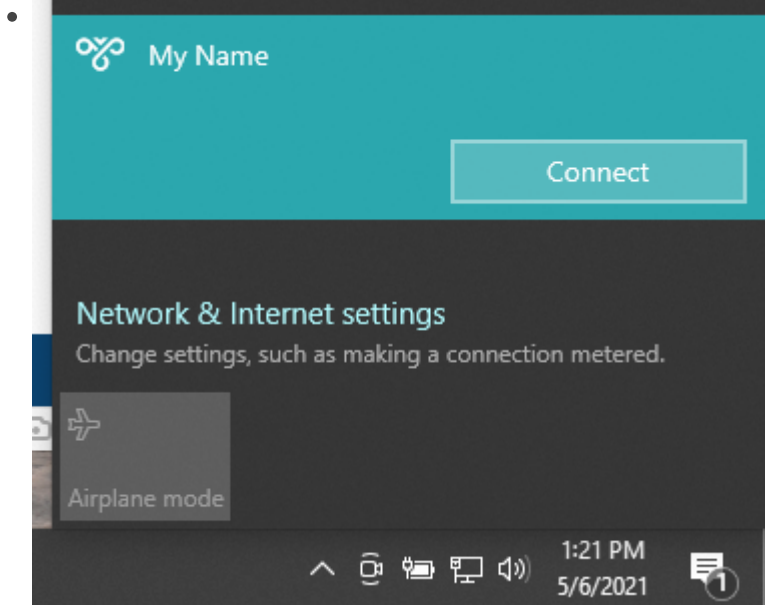 My Name
Connect
Network & Internet settings
Change settings, such as making a connection metered.
Airplane mode
1:21 PM
5/6/2021
1